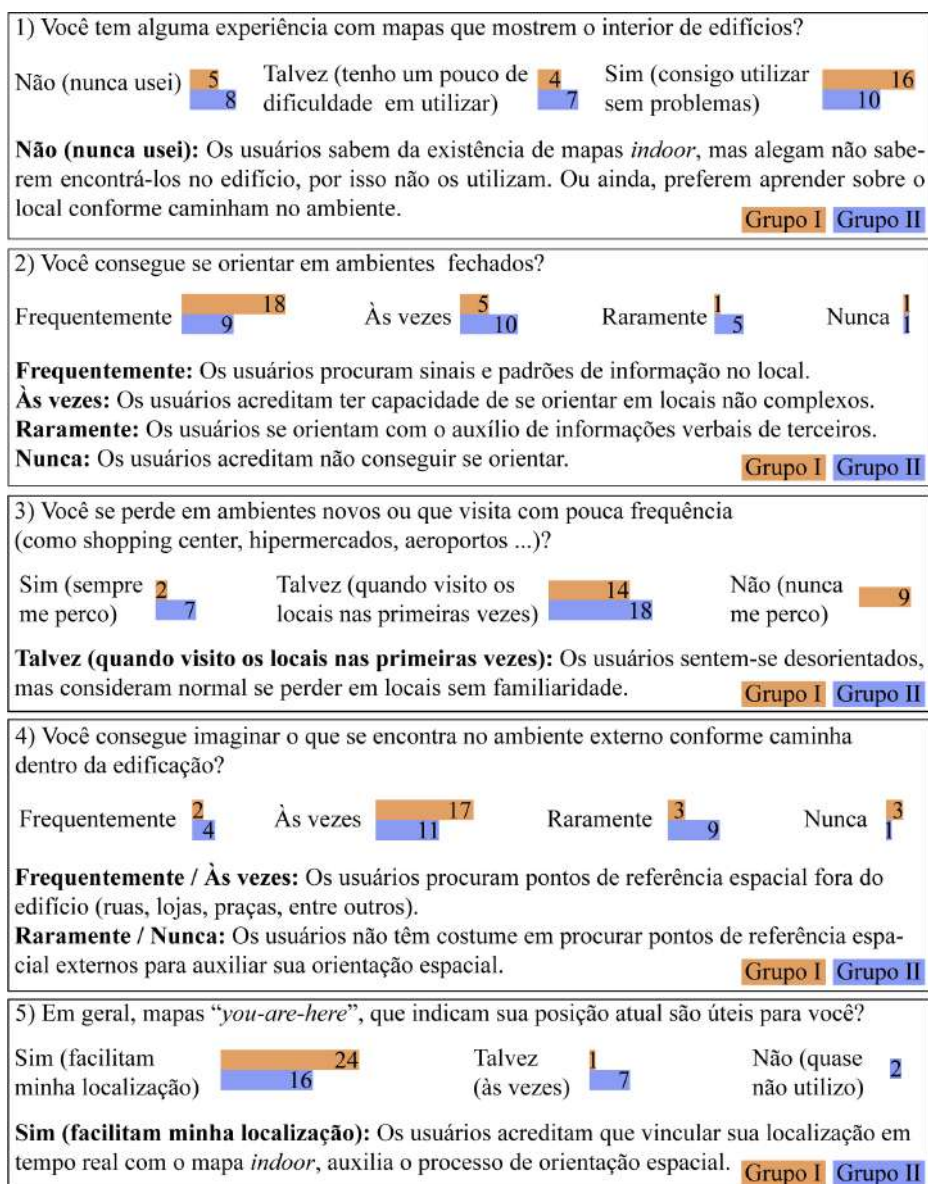 1) Você tem alguma experiência com mapas que mostrem o interior de edifícios?
Não (nunca usei) 5 8 Talvez (tenho um pouco de dificuldade em utilizar) 4 7 Sim (consigo utilizar sem problemas) 16 10
Não (nunca usei): Os usuários sabem da existência de mapas indoor, mas alegam não sabe-
rem encontrá-los no edifício, por isso não os utilizam. Ou ainda, preferem aprender sobre o
local conforme caminham no ambiente.
Grupo I Grupo II
2) Você consegue se orientar em ambientes fechados?
Frequentemente 18 9 Às vezes 5 10 Raramente 1 5 Nunca 1 1
Frequentemente: Os usuários procuram sinais e padrões de informação no local.
Às vezes: Os usuários acreditam ter capacidade de se orientar em locais não complexos.
Raramente: Os usuários se orientam com o auxílio de informações verbais de terceiros.
Nunca: Os usuários acreditam não conseguir se orientar.
Grupo I Grupo II
3) Você se perde em ambientes novos ou que visita com pouca frequência
(como shopping center, hipermercados, aeroportos ...)?
Sim (sempre me perco) 2 7 Talvez (quando visito os locais nas primeiras vezes) 14 18 Não (nunca me perco) 9
Talvez (quando visito os locais nas primeiras vezes): Os usuários sentem-se desorientados,
mas consideram normal se perder em locais sem familiaridade.
Grupo I Grupo II
4) Você consegue imaginar o que se encontra no ambiente externo conforme caminha
dentro da edificação?
Frequentemente 2 4 Às vezes 17 11 Raramente 3 9 Nunca 3 1
Frequentemente / Às vezes: Os usuários procuram pontos de referência espacial fora do
edifício (ruas, lojas, praças, entre outros).
Raramente / Nunca: Os usuários não têm costume em procurar pontos de referência espa-
cial externos para auxiliar sua orientação espacial.
Grupo I Grupo II
5) Em geral, mapas “you-are-here”, que indicam sua posição atual são úteis para você?
Sim (facilitam minha localização) 24 16 Talvez (às vezes) 1 7 Não (quase não utilizo) 2
Sim (facilitam minha localização): Os usuários acreditam que vincular sua localização em
tempo real com o mapa indoor, auxilia o processo de orientação espacial.
Grupo I Grupo II